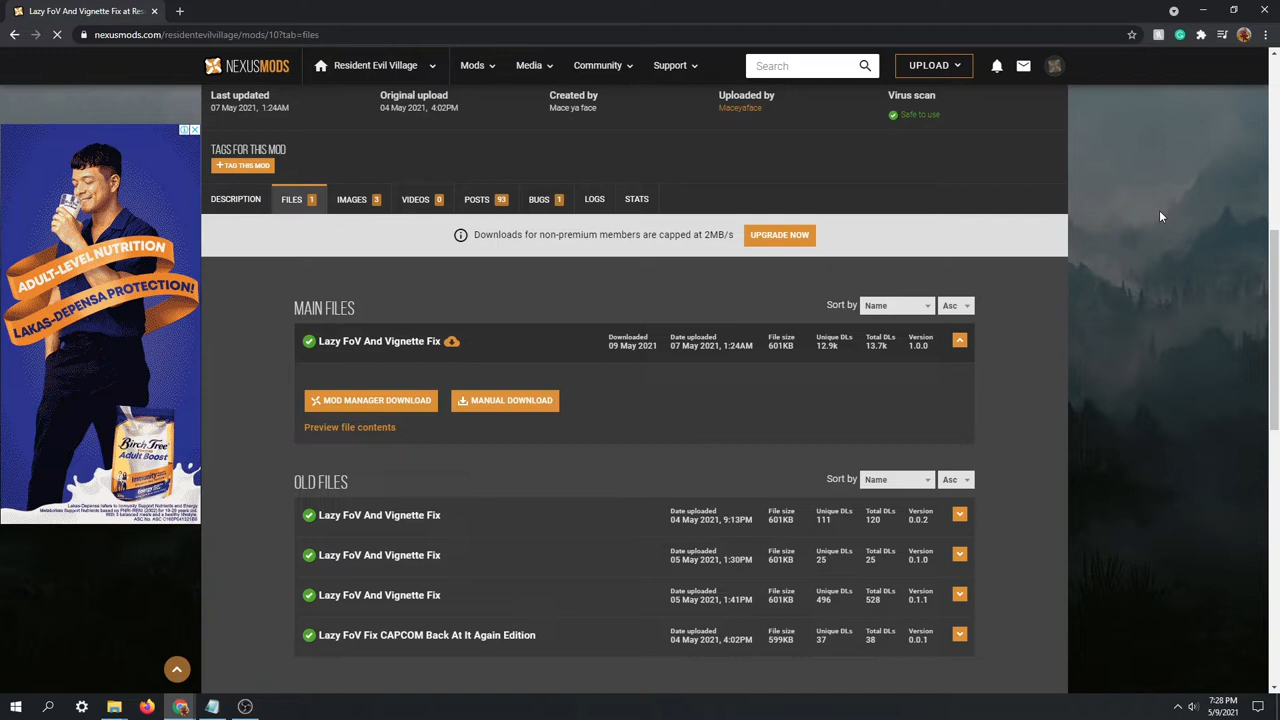 Lazy FoV And Vignette Fix at Re
nexusmods.com/residentevilvillage/mods/10?tab=files
NEXUSMODS
Resident Evil Village
Mods
Media
Community
Support
Search
UPLOAD
Last updated
07 May 2021, 1:24AM
Original upload
04 May 2021, 4:02PM
Created by
Mace ya face
Uploaded by
Maceyaface
Virus scan
Safe to use
TAGS FOR THIS MOD
+ TAG THIS MOD
DESCRIPTION
FILES 1
IMAGES 3
VIDEOS 0
POSTS 93
BUGS 1
LOGS
STATS
Downloads for non-premium members are capped at 2MB/s
UPGRADE NOW
ADULT-LEVEL NUTRITION
LAKAS-DEPENSA PROTECTION!
BIRCH TREE
Adult Boost
MAIN FILES
Sort by Name Asc
Lazy FoV And Vignette Fix
Downloaded
09 May 2021
Date uploaded
07 May 2021, 1:24AM
File size
601KB
Unique DLs
12.9k
Total DLs
13.7k
Version
1.0.0
MOD MANAGER DOWNLOAD
MANUAL DOWNLOAD
Preview file contents
OLD FILES
Sort by Name Asc
Lazy FoV And Vignette Fix
Date uploaded
04 May 2021, 9:13PM
File size
601KB
Unique DLs
111
Total DLs
120
Version
0.0.2
Lazy FoV And Vignette Fix
Date uploaded
05 May 2021, 1:30PM
File size
601KB
Unique DLs
25
Total DLs
25
Version
0.1.0
Lazy FoV And Vignette Fix
Date uploaded
05 May 2021, 1:41PM
File size
601KB
Unique DLs
496
Total DLs
528
Version
0.1.1
Lazy FoV Fix CAPCOM Back At It Again Edition
Date uploaded
04 May 2021, 4:02PM
File size
599KB
Unique DLs
37
Total DLs
38
Version
0.0.1
7:28 PM
5/9/2021